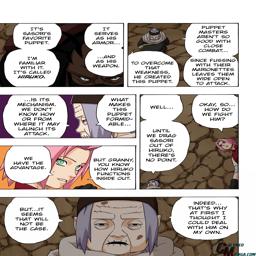 PUPPET
MASTERS
AREN'T SO
GOOD WITH
CLOSE
COMBAT...
SINCE FUSSING
WITH THEIR
MARIONETTES
LEAVES THEM
WIDE OPEN
TO ATTACK.
IT SERVES
AS HIS
ARMOR...
...AND
AS HIS
WEAPON.
TO OVERCOME
THAT
WEAKNESS,
HE CREATED
THIS PUPPET.
IT'S
SASORI'S
FAVORITE
PUPPET.
I'M
FAMILIAR
WITH IT.
IT'S CALLED
HIRUKO.
OKAY, SO...
HOW DO
WE FIGHT
HIM?
WELL...
UNTIL
WE DRAG
SASORI
OUT OF
HIRUKO,
THERE'S
NO POINT.
WHAT
MAKES
THIS
PUPPET
FORMID-
ABLE...
...IS ITS
MECHANISM.
WE DON'T
KNOW HOW
OR FROM
WHERE IT MAY
LAUNCH ITS
ATTACK.
BUT GRANNY,
YOU KNOW
HOW HIRUKO
FUNCTIONS
INSIDE
OUT.
WE
HAVE THE
ADVANTAGE.
INDEED...
THAT'S WHY
AT FIRST I
THOUGHT I
COULD DEAL
WITH HIM ON
MY OWN.
BUT...IT
SEEMS
THAT WILL
NOT BE
THE CASE.